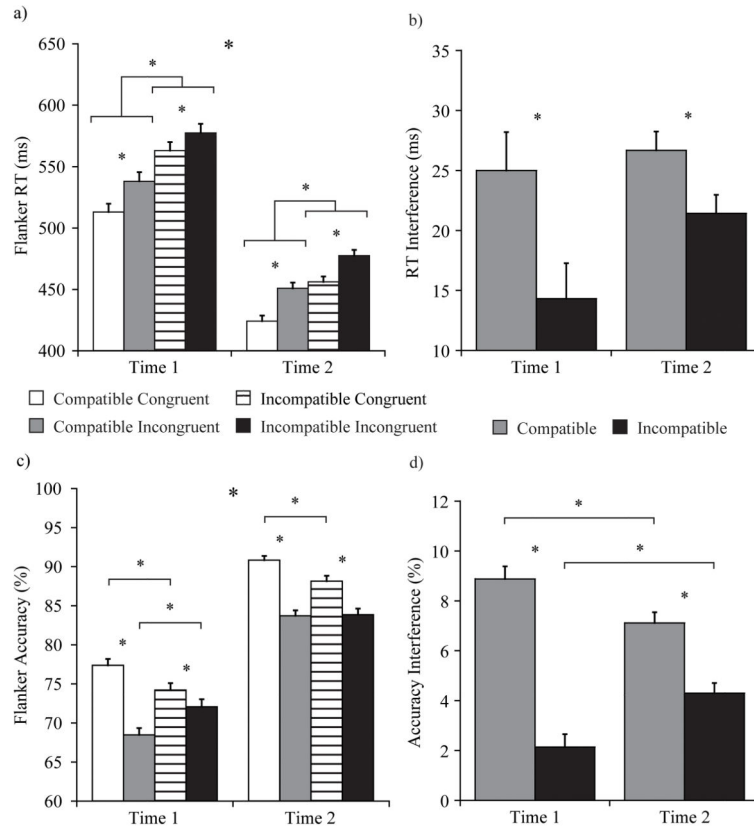 a)
650
600
550
500
450
400
Flanker RT (ms)
*
*
*
*
*
*
*
Time 1
Time 2
b)
35
30
25
20
15
10
RT Interference (ms)
*
*
Time 1
Time 2
Compatible Congruent
Incompatible Congruent
Compatible Incongruent
Incompatible Incongruent
Compatible
Incompatible
c)
100
95
90
85
80
75
70
65
60
Flanker Accuracy (%)
*
*
*
*
*
*
*
*
Time 1
Time 2
d)
12
10
8
6
4
2
0
Accuracy Interference (%)
*
*
*
*
Time 1
Time 2